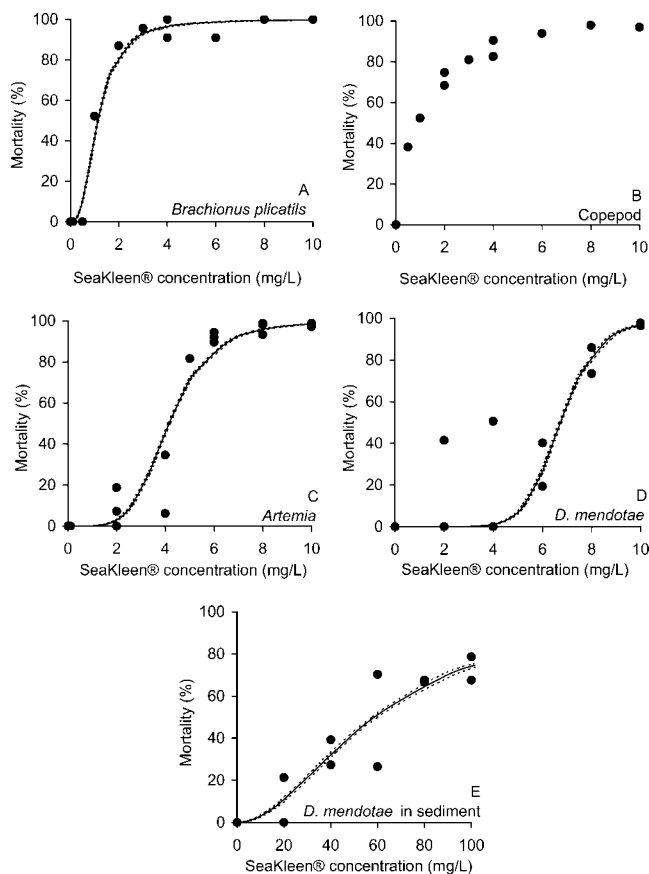 100
80
60
40
20
0
Mortality (%)
A
Brachionus plicatils
0 2 4 6 8 10
SeaKleen® concentration (mg/L)
100
80
60
40
20
0
Mortality (%)
B
Copepod
0 2 4 6 8 10
SeaKleen® concentration (mg/L)
100
80
60
40
20
0
Mortality (%)
C
Artemia
0 2 4 6 8 10
SeaKleen® concentration (mg/L)
100
80
60
40
20
0
Mortality (%)
D
D. mendotae
0 2 4 6 8 10
SeaKleen® concentration (mg/L)
100
80
60
40
20
0
Mortality (%)
E
D. mendotae in sediment
0 20 40 60 80 100
SeaKleen® concentration (mg/L)